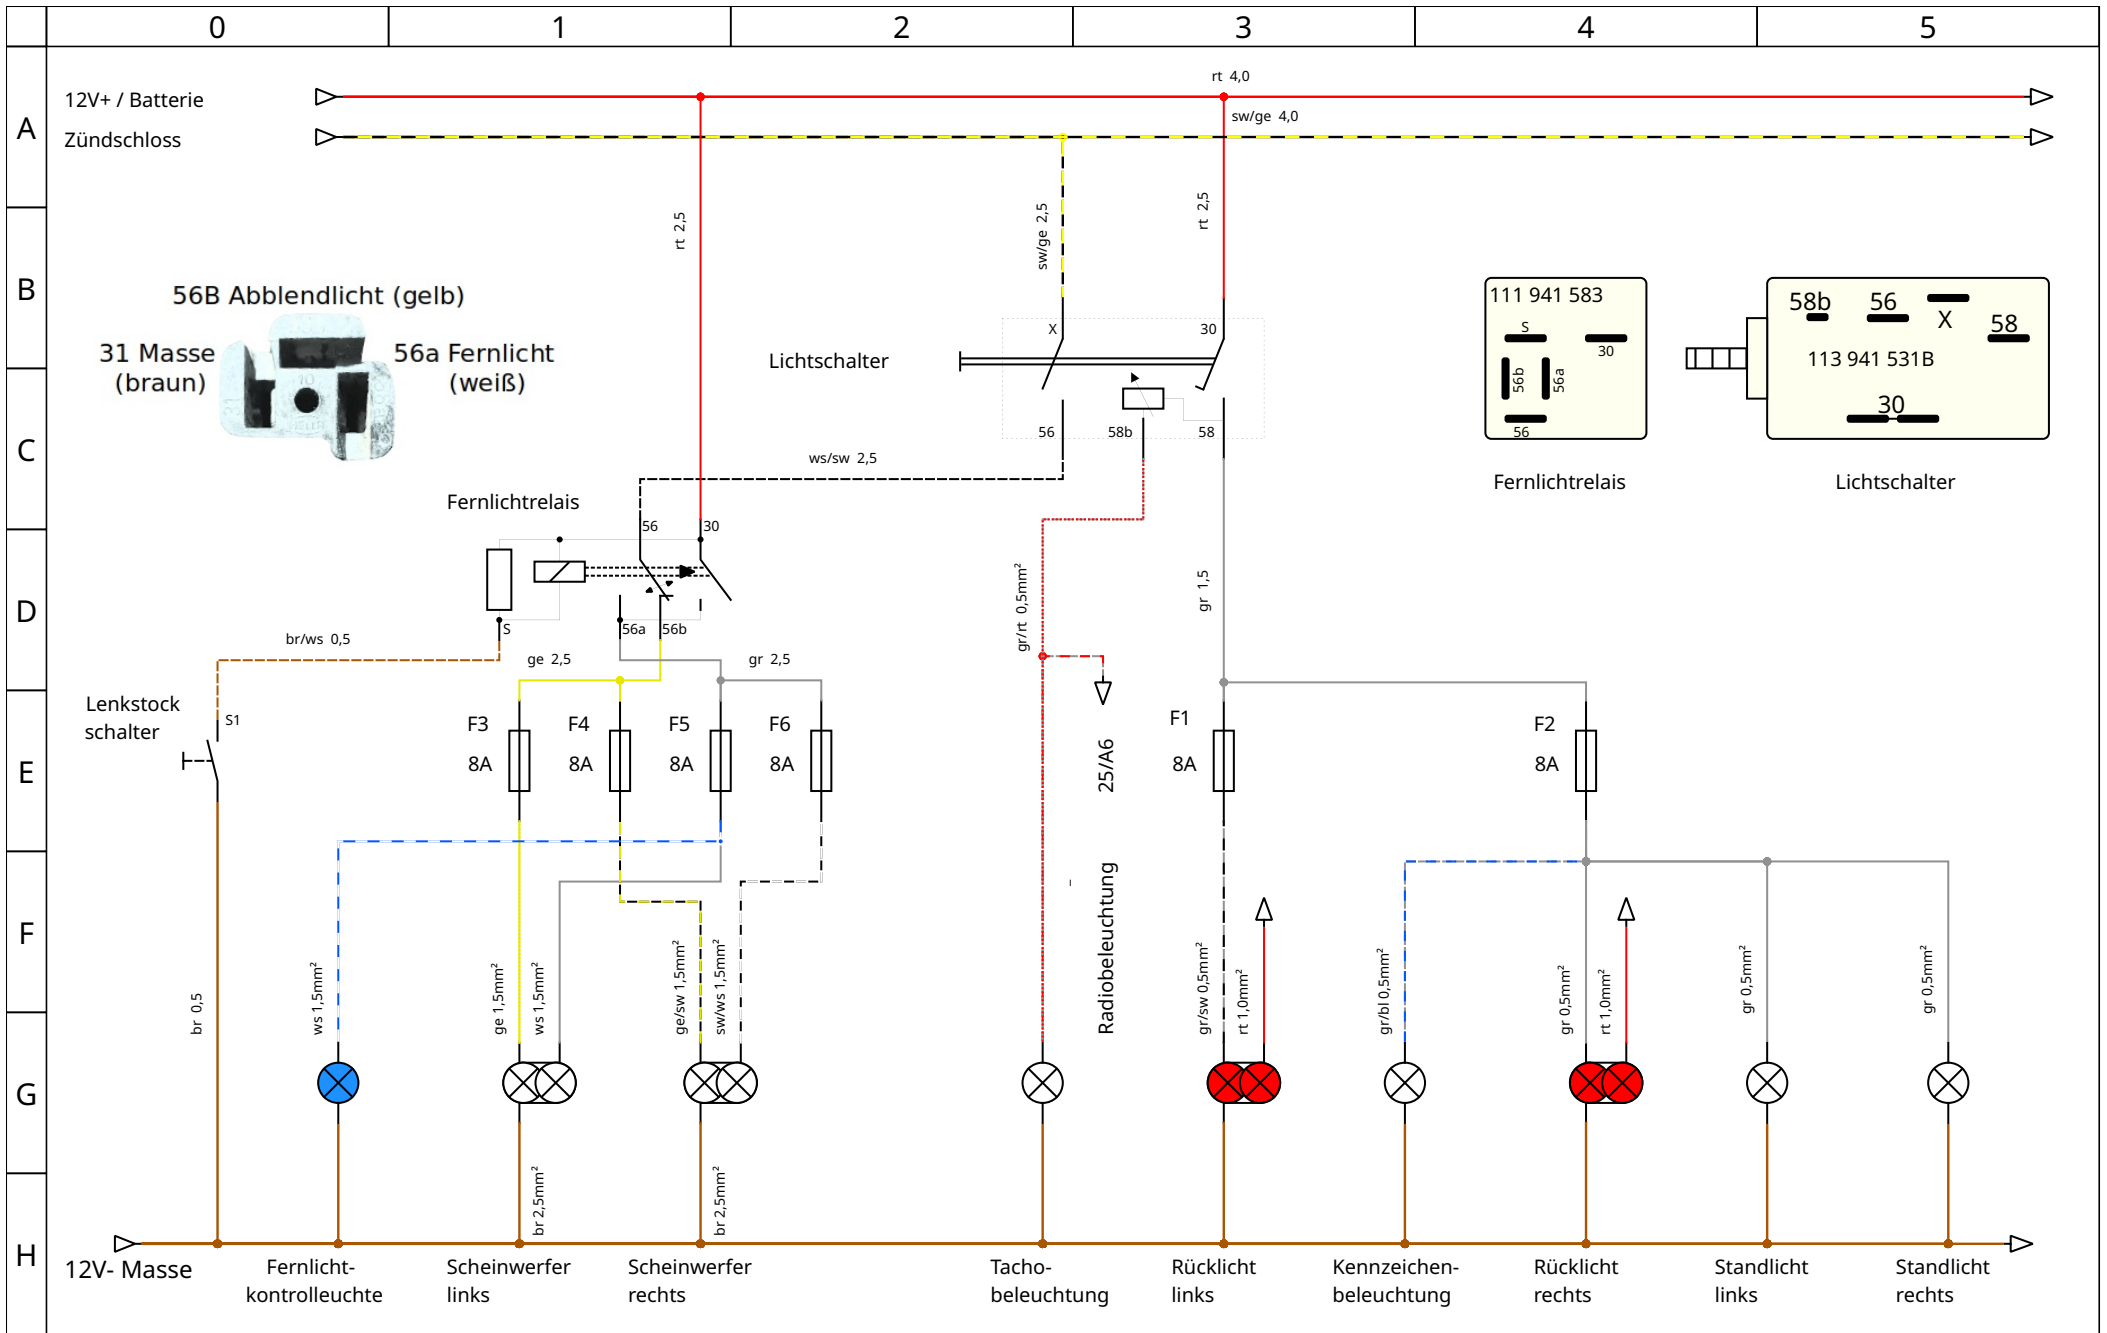 0 1 2 3 4 5
A
B
C
D
E
F
G
H
rt 4,0
12V+ / Batterie
sw/ge 4,0
Zündschloss
rt 2,5
sw/ge 2,5
rt 2,5
56B Abblendlicht (gelb)
31 Masse
(braun)
56a Fernlicht
(weiß)
10
31
Lichtschalter
X
30
56
58b
58
111 941 583
S
30
56b
56a
56
Fernlichtrelais
58b
56
X
58
113 941 531B
30
Lichtschalter
ws/sw 2,5
Fernlichtrelais
56
30
S
56a
56b
br/ws 0,5
ge 2,5
gr 2,5
gr/rt 0,5mm²
gr 1,5
Lenkstock
schalter
S1
F3
8A
F4
8A
F5
8A
F6
8A
25/A6
Radiobeleuchtung
F1
8A
F2
8A
br 0,5
ws 1,5mm²
ge 1,5mm²
ws 1,5mm²
ge/sw 1,5mm²
sw/ws 1,5mm²
gr/sw 0,5mm²
rt 1,0mm²
gr/bl 0,5mm²
gr 0,5mm²
rt 1,0mm²
gr 0,5mm²
gr 0,5mm²
br 2,5mm²
br 2,5mm²
12V- Masse
Fernlicht-
kontrolleuchte
Scheinwerfer
links
Scheinwerfer
rechts
Tacho-
beleuchtung
Rücklicht
links
Kennzeichen-
beleuchtung
Rücklicht
rechts
Standlicht
links
Standlicht
rechts